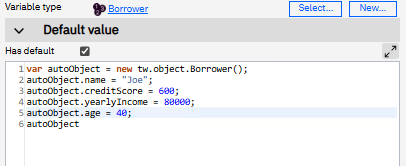 Variable type Borrower Select... New...
Default value
Has default
1 var autoObject = new tw.object.Borrower();
2 autoObject.name = "Joe";
3 autoObject.creditScore = 600;
4 autoObject.yearlyIncome = 80000;
5 autoObject.age = 40;
6 autoObject